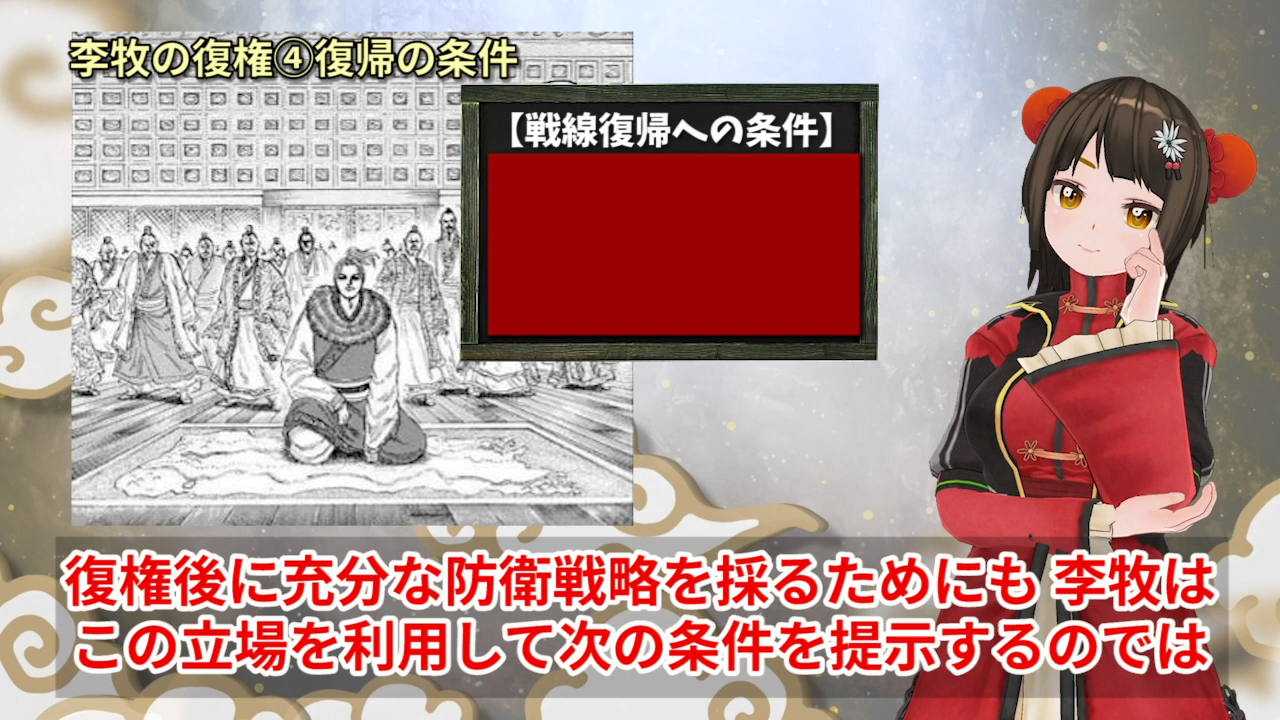 李牧の復権④復帰の条件
【戦線復帰への条件】
復権後に充分な防衛戦略を採るためにも 李牧は
この立場を利用して次の条件を提示するのでは